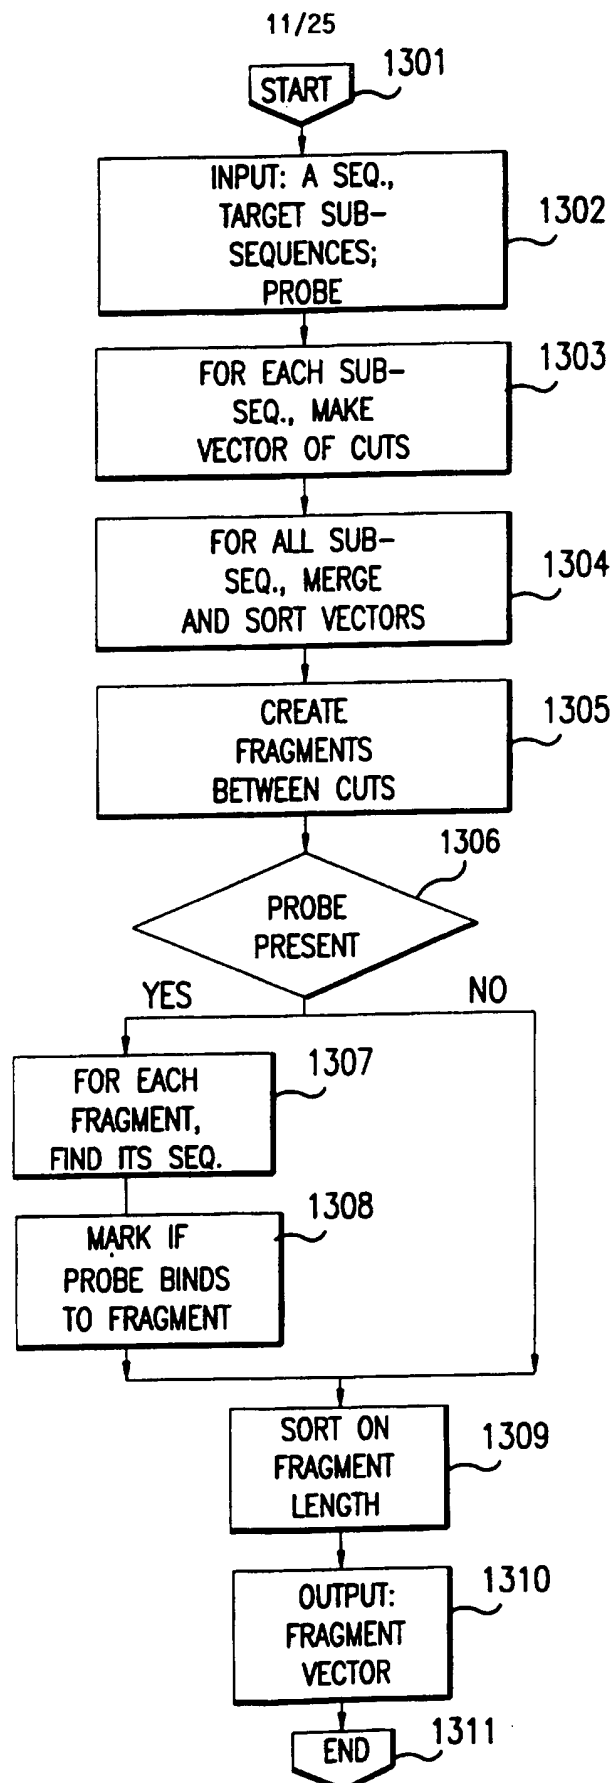 11/25
START
1301
INPUT: A SEQ.,
TARGET SUB-
SEQUENCES;
PROBE
1302
FOR EACH SUB-
SEQ., MAKE
VECTOR OF CUTS
1303
FOR ALL SUB-
SEQ., MERGE
AND SORT VECTORS
1304
CREATE
FRAGMENTS
BETWEEN CUTS
1305
1306
PROBE
PRESENT
YES
NO
FOR EACH
FRAGMENT,
FIND ITS SEQ.
1307
MARK IF
PROBE BINDS
TO FRAGMENT
1308
SORT ON
FRAGMENT
LENGTH
1309
OUTPUT:
FRAGMENT
VECTOR
1310
END
1311